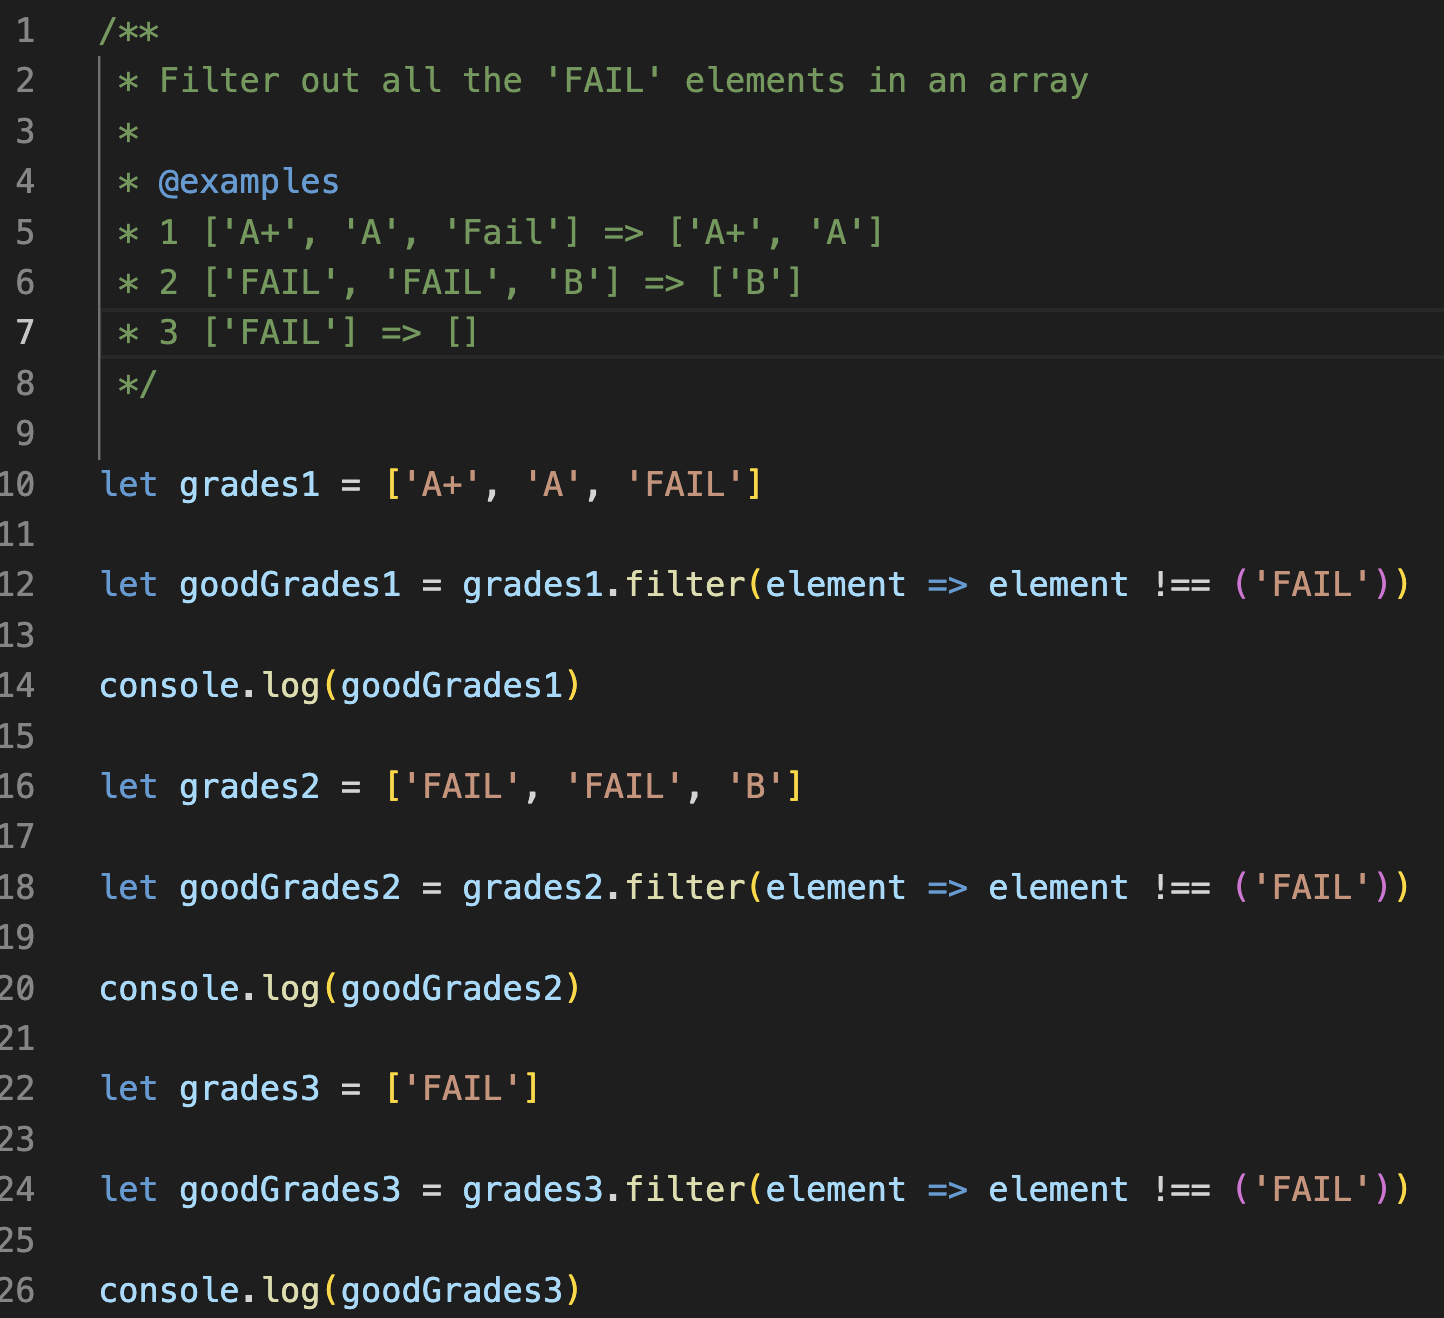 1 /**
2 * Filter out all the 'FAIL' elements in an array
3 *
4 * @examples
5 * 1 ['A+', 'A', 'Fail'] => ['A+', 'A']
6 * 2 ['FAIL', 'FAIL', 'B'] => ['B']
7 * 3 ['FAIL'] => []
8 */
9
10 let grades1 = ['A+', 'A', 'FAIL']
11
12 let goodGrades1 = grades1.filter(element => element !== ('FAIL'))
13
14 console.log(goodGrades1)
15
16 let grades2 = ['FAIL', 'FAIL', 'B']
17
18 let goodGrades2 = grades2.filter(element => element !== ('FAIL'))
19
20 console.log(goodGrades2)
21
22 let grades3 = ['FAIL']
23
24 let goodGrades3 = grades3.filter(element => element !== ('FAIL'))
25
26 console.log(goodGrades3)